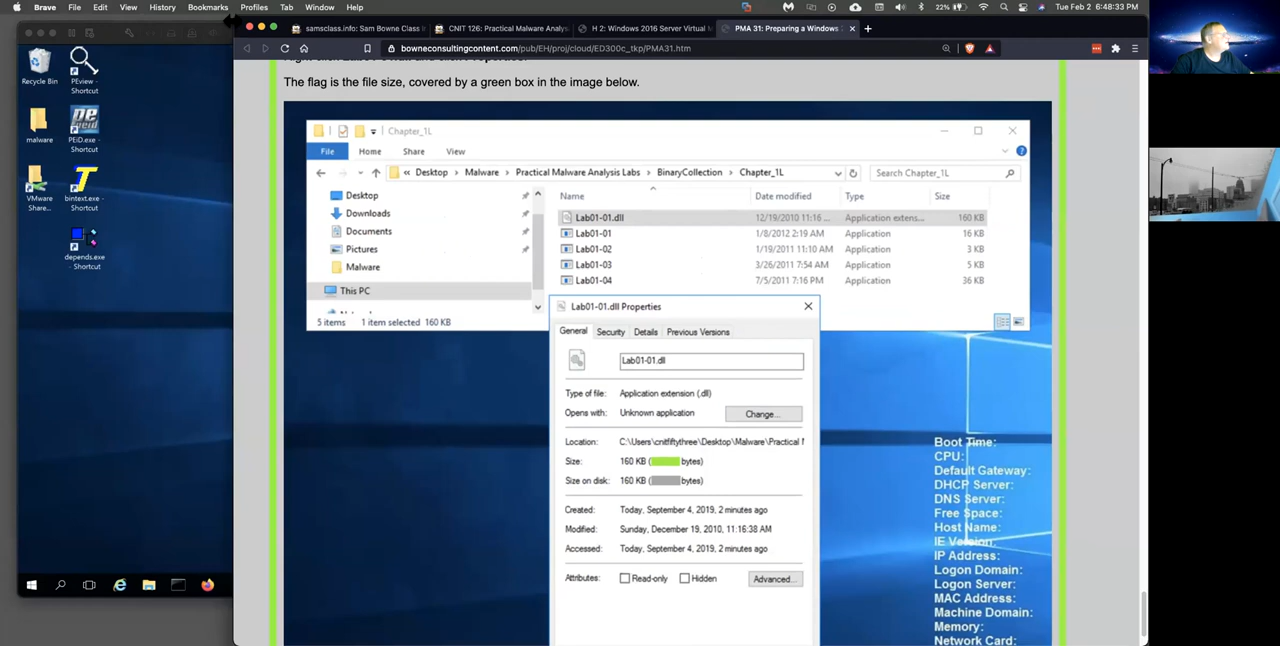 Brave File Edit View History Bookmarks Profiles Tab Window Help 22% Tue Feb 2 6:48:33 PM
samsclass.info: Sam Bowne Class I
CNIT 126: Practical Malware Analys
H 2: Windows 2016 Server Virtual M
PMA 31: Preparing a Windows
bowneconsultingcontent.com/pub/EH/proj/cloud/ED300c_tkp/PMA31.htm
Recycle Bin
PEview - Shortcut
malware
PEiD.exe - Shortcut
VMware Share...
bintext.exe - Shortcut
depends.exe - Shortcut
The flag is the file size, covered by a green box in the image below.
Chapter_1L
File Home Share View
« Desktop > Malware > Practical Malware Analysis Labs > BinaryCollection > Chapter_1L
Search Chapter_1L
Desktop
Downloads
Documents
Pictures
Malware
This PC
Name Date modified Type Size
Lab01-01.dll 12/19/2010 11:16 ... Application extens... 160 KB
Lab01-01 1/8/2012 2:19 AM Application 16 KB
Lab01-02 1/19/2011 11:10 AM Application 3 KB
Lab01-03 3/26/2011 7:54 AM Application 5 KB
Lab01-04 7/5/2011 7:16 PM Application 36 KB
5 items 1 item selected 160 KB
Lab01-01.dll Properties
General Security Details Previous Versions
Lab01-01.dll
Type of file: Application extension (.dll)
Opens with: Unknown application Change...
Location: C:\Users\cnitfiftythree\Desktop\Malware\Practical
Size: 160 KB ( bytes)
Size on disk: 160 KB ( bytes)
Created: Today, September 4, 2019, 2 minutes ago
Modified: Sunday, December 19, 2010, 11:16:38 AM
Accessed: Today, September 4, 2019, 2 minutes ago
Attributes: Read-only Hidden Advanced...
Boot Time:
CPU:
Default Gateway:
DHCP Server:
DNS Server:
Free Space:
Host Name:
IE Version:
IP Address:
Logon Domain:
Logon Server:
MAC Address:
Machine Domain:
Memory:
Network Card: